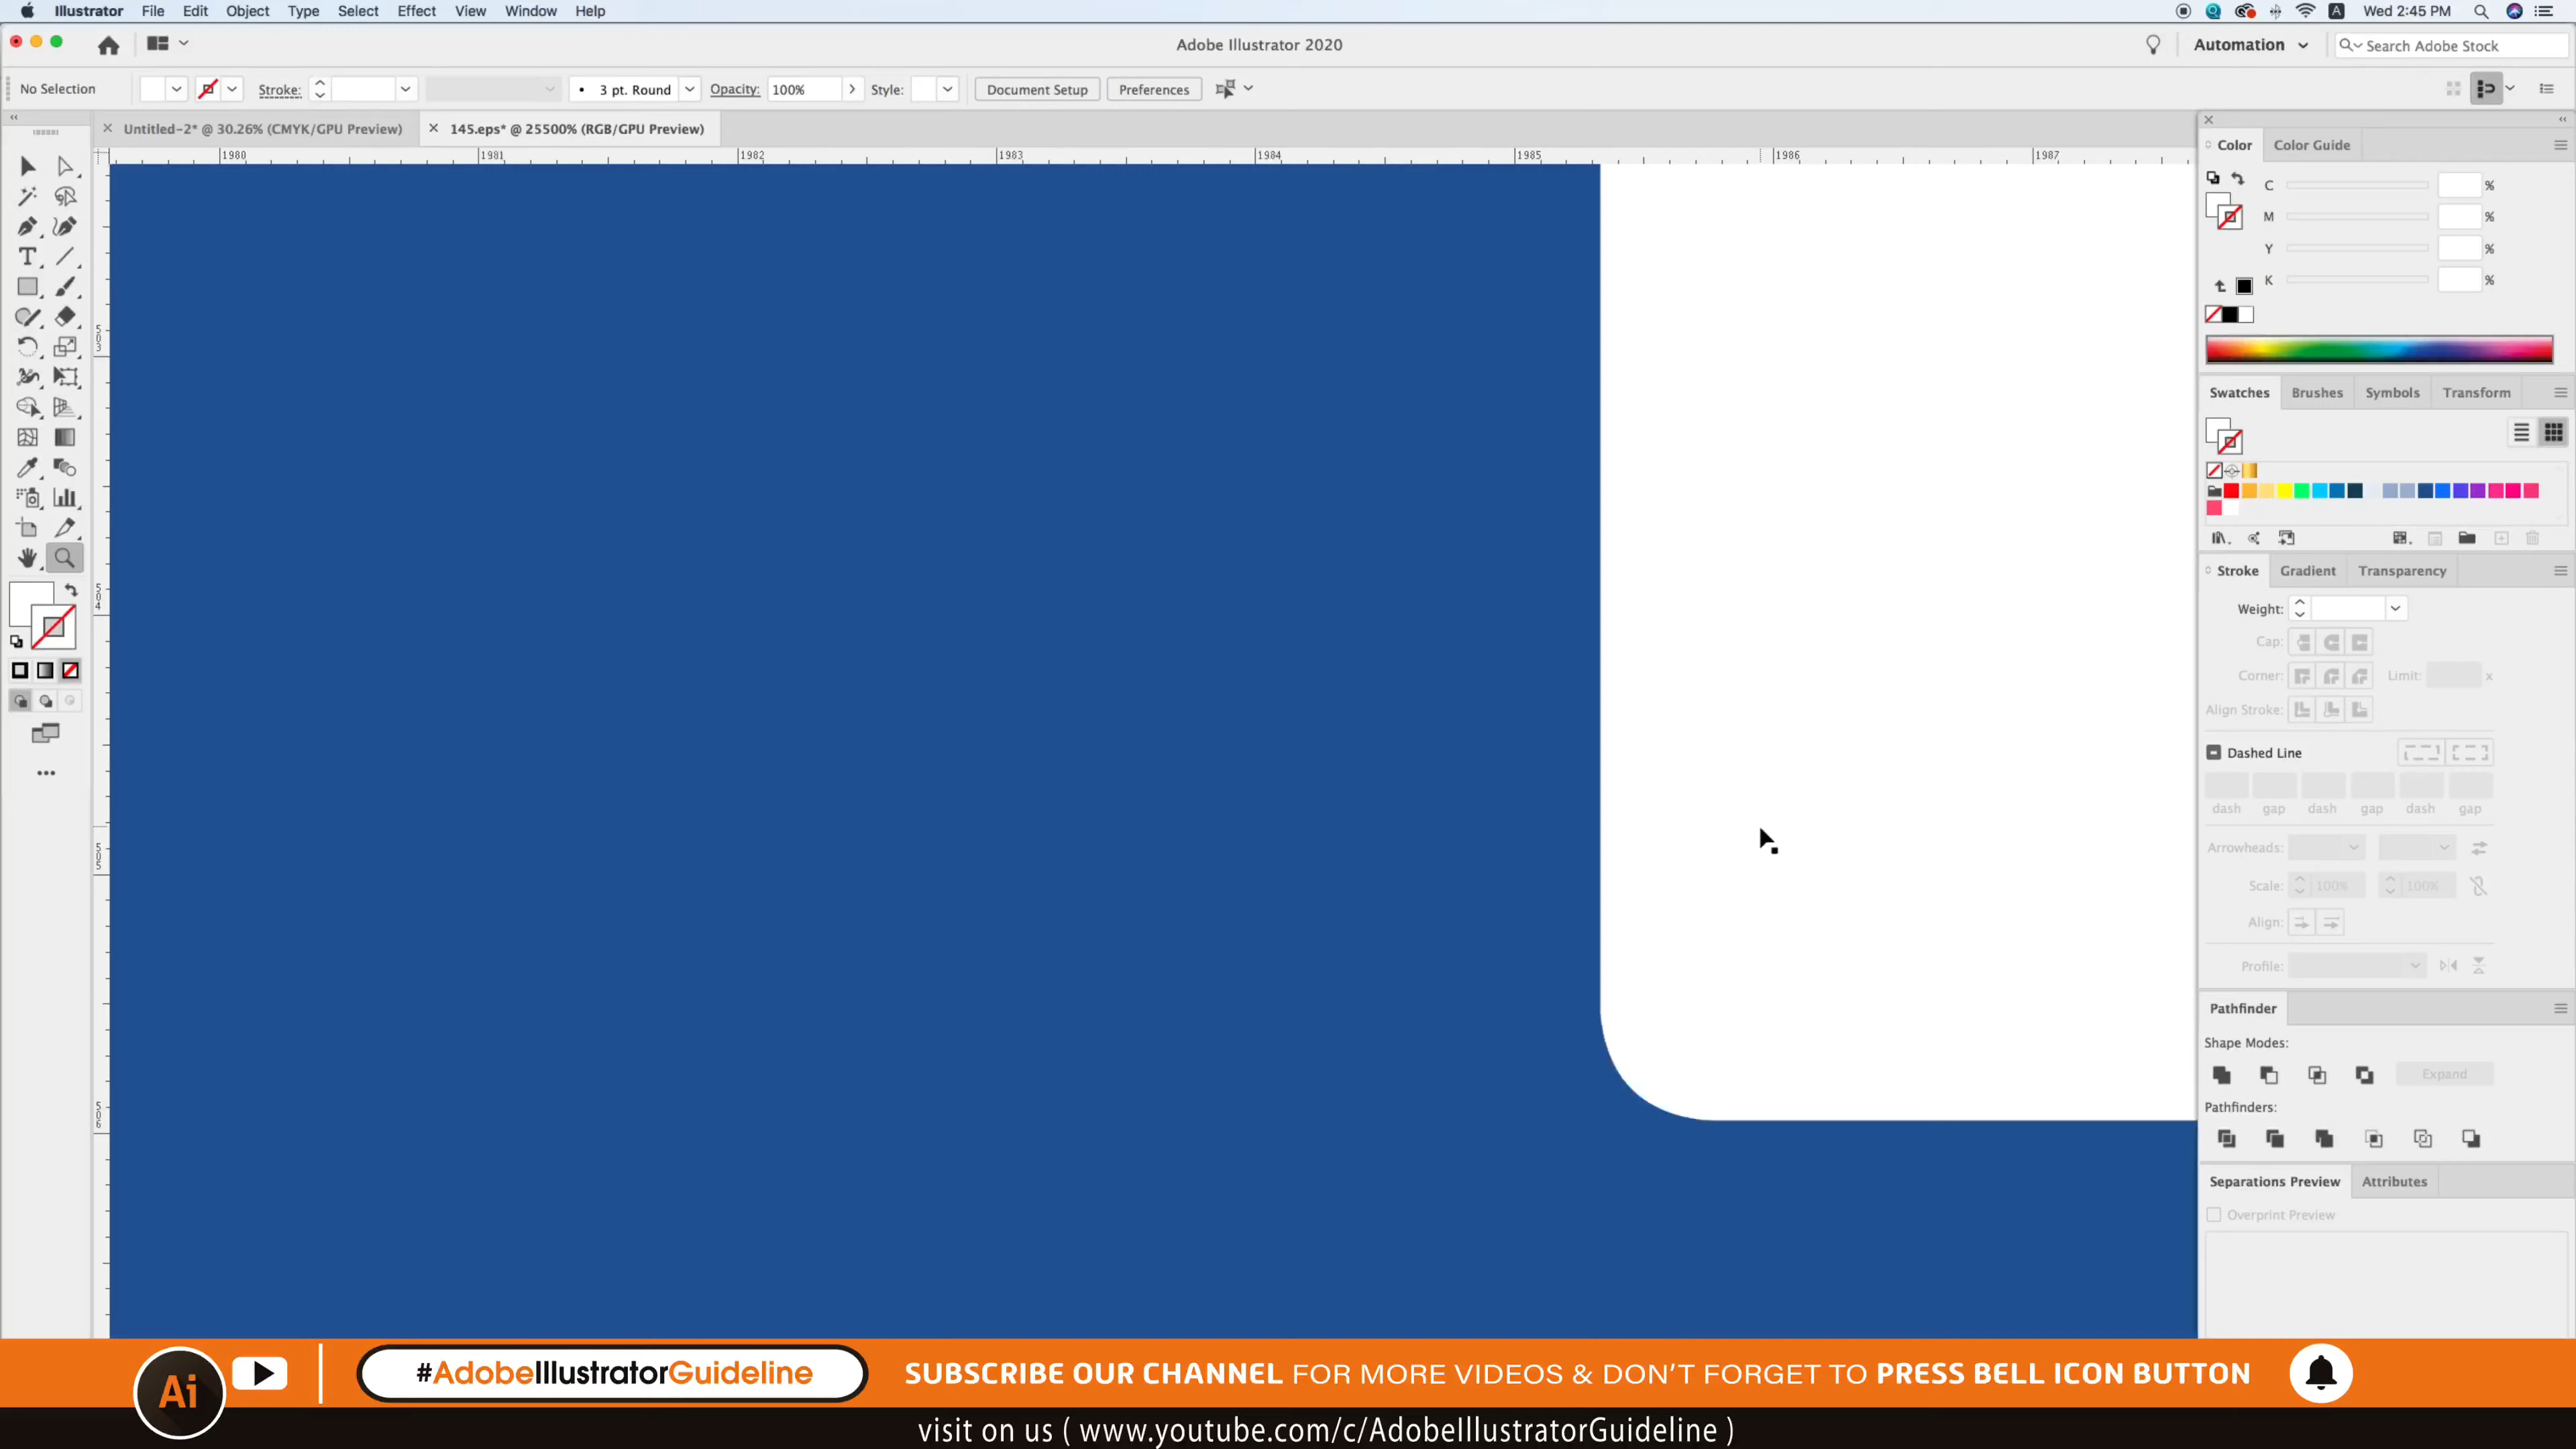 Illustrator File Edit Object Type Select Effect View Window Help
A Wed 2:45 PM
Adobe Illustrator 2020
Automation
Search Adobe Stock
No Selection
Stroke:
3 pt. Round
Opacity: 100%
Style:
Document Setup
Preferences
Untitled-2* @ 30.26% (CMYK/GPU Preview)
145.eps* @ 25500% (RGB/GPU Preview)
1980 1981 1982 1983 1984 1985 1986 1987
503
504
505
506
Color Color Guide
C %
M %
Y %
K %
Swatches Brushes Symbols Transform
Stroke Gradient Transparency
Weight:
Cap:
Corner: Limit: x
Align Stroke:
Dashed Line
dash gap dash gap dash gap
Arrowheads:
Scale: 100% 100%
Align:
Profile:
Pathfinder
Shape Modes:
Expand
Pathfinders:
Separations Preview Attributes
Overprint Preview
Ai
#AdobeIllustratorGuideline
SUBSCRIBE OUR CHANNEL FOR MORE VIDEOS & DON'T FORGET TO PRESS BELL ICON BUTTON
visit on us ( www.youtube.com/c/AdobeIllustratorGuideline )